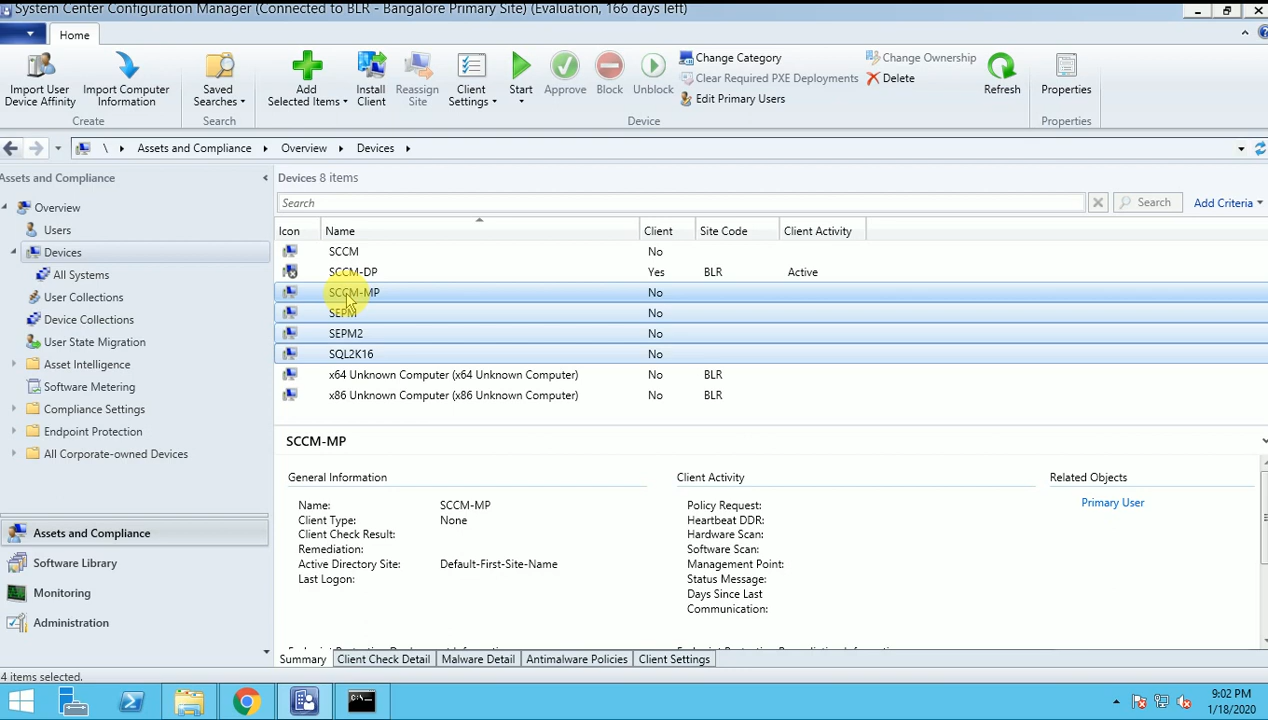 System Center Configuration Manager (Connected to BLR - Bangalore Primary Site) (Evaluation, 166 days left)
Home
Import User Device Affinity
Import Computer Information
Saved Searches
Add Selected Items
Install Client
Reassign Site
Client Settings
Start
Approve
Block
Unblock
Change Category
Clear Required PXE Deployments
Edit Primary Users
Change Ownership
Delete
Refresh
Properties
Create
Search
Device
Properties
\ Assets and Compliance Overview Devices
Assets and Compliance
Overview
Users
Devices
All Systems
User Collections
Device Collections
User State Migration
Asset Intelligence
Software Metering
Compliance Settings
Endpoint Protection
All Corporate-owned Devices
Assets and Compliance
Software Library
Monitoring
Administration
Devices 8 items
Search
Search
Add Criteria
Icon Name Client Site Code Client Activity
SCCM No
SCCM-DP Yes BLR Active
SCCM-MP No
SEPM No
SEPM2 No
SQL2K16 No
x64 Unknown Computer (x64 Unknown Computer) No BLR
x86 Unknown Computer (x86 Unknown Computer) No BLR
SCCM-MP
General Information
Name: SCCM-MP
Client Type: None
Client Check Result:
Remediation:
Active Directory Site: Default-First-Site-Name
Last Logon:
Client Activity
Policy Request:
Heartbeat DDR:
Hardware Scan:
Software Scan:
Management Point:
Status Message:
Days Since Last
Communication:
Related Objects
Primary User
Summary Client Check Detail Malware Detail Antimalware Policies Client Settings
4 items selected.
9:02 PM
1/18/2020